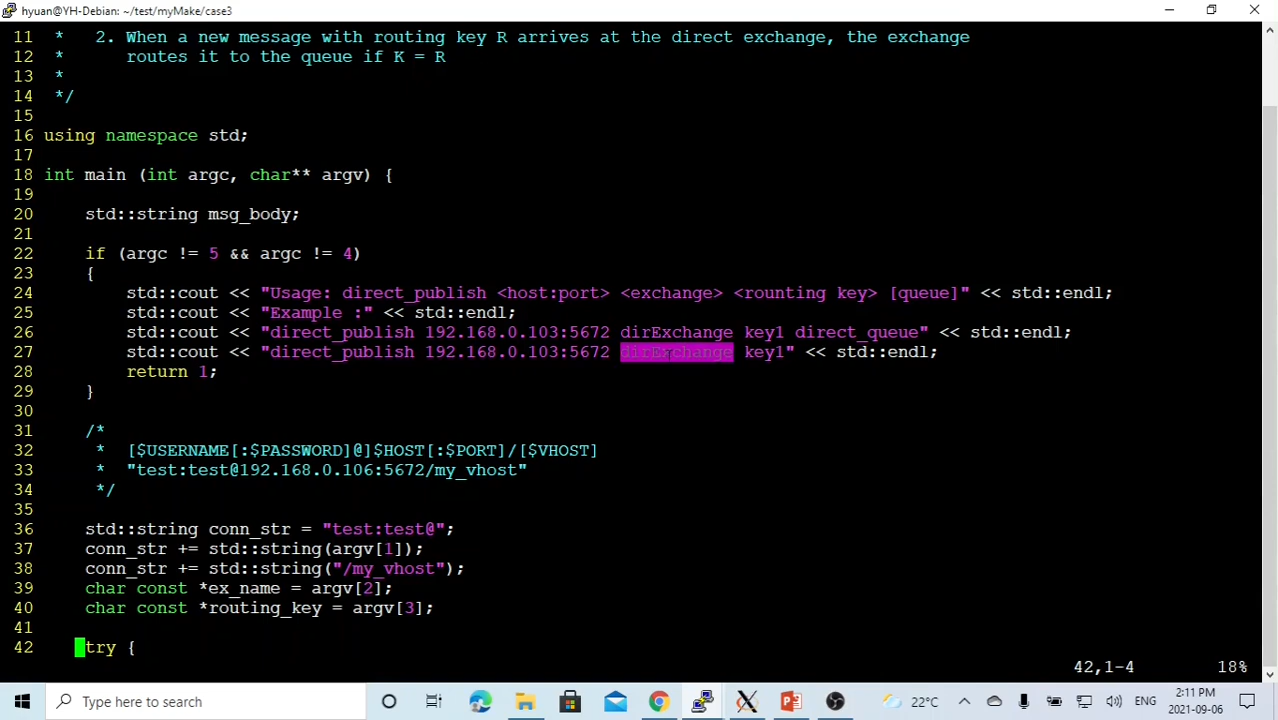 hyuan@YH-Debian: ~/test/myMake/case3
11  *   2. When a new message with routing key R arrives at the direct exchange, the exchange
12  *      routes it to the queue if K = R
13  *
14  */
15
16 using namespace std;
17
18 int main (int argc, char** argv) {
19
20     std::string msg_body;
21
22     if (argc != 5 && argc != 4)
23     {
24         std::cout << "Usage: direct_publish <host:port> <exchange> <rounting key> [queue]" << std::endl;
25         std::cout << "Example :" << std::endl;
26         std::cout << "direct_publish 192.168.0.103:5672 dirExchange key1 direct_queue" << std::endl;
27         std::cout << "direct_publish 192.168.0.103:5672 dirExchange key1" << std::endl;
28         return 1;
29     }
30
31     /*
32      *  [$USERNAME[:$PASSWORD]@]$HOST[:$PORT]/[$VHOST]
33      *  "test:test@192.168.0.106:5672/my_vhost"
34      */
35
36     std::string conn_str = "test:test@";
37     conn_str += std::string(argv[1]);
38     conn_str += std::string("/my_vhost");
39     char const *ex_name = argv[2];
40     char const *routing_key = argv[3];
41
42     try {
42,1-4 18%
Type here to search
22°C
ENG
2:11 PM
2021-09-06